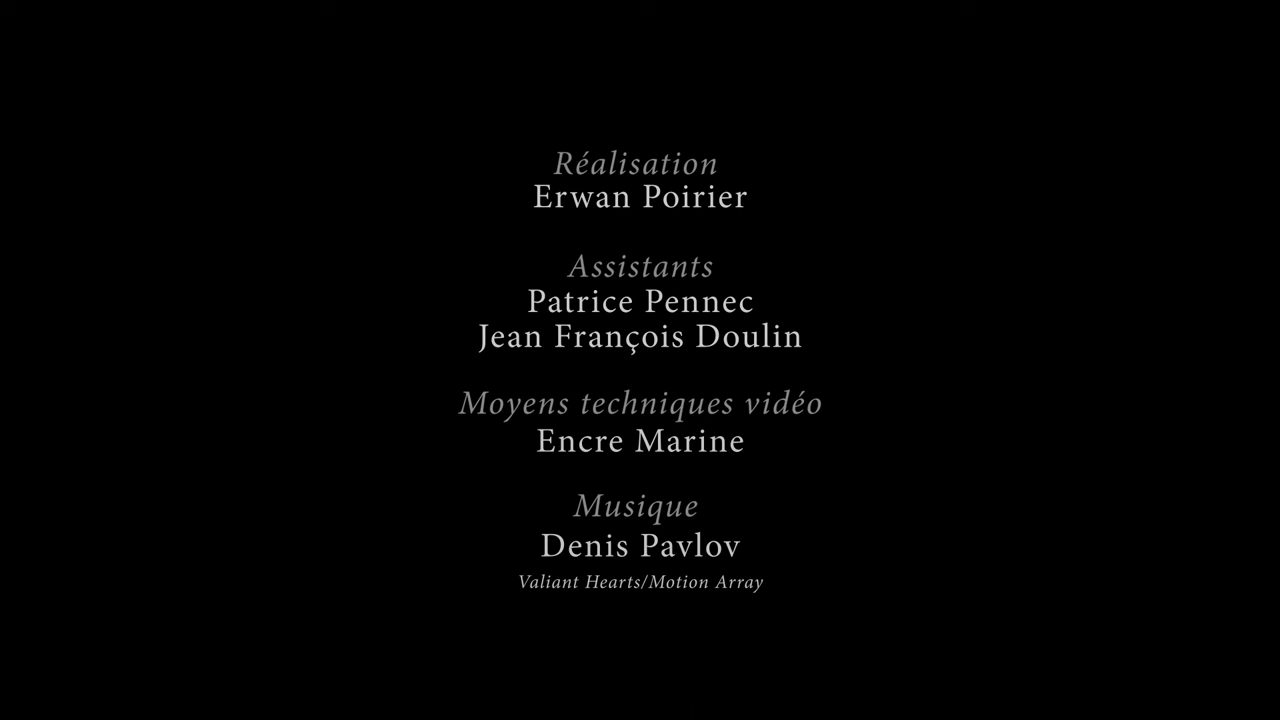 Réalisation
Erwan Poirier
Assistants
Patrice Pennec
Jean François Doulin
Moyens techniques vidéo
Encre Marine
Musique
Denis Pavlov
Valiant Hearts/Motion Array